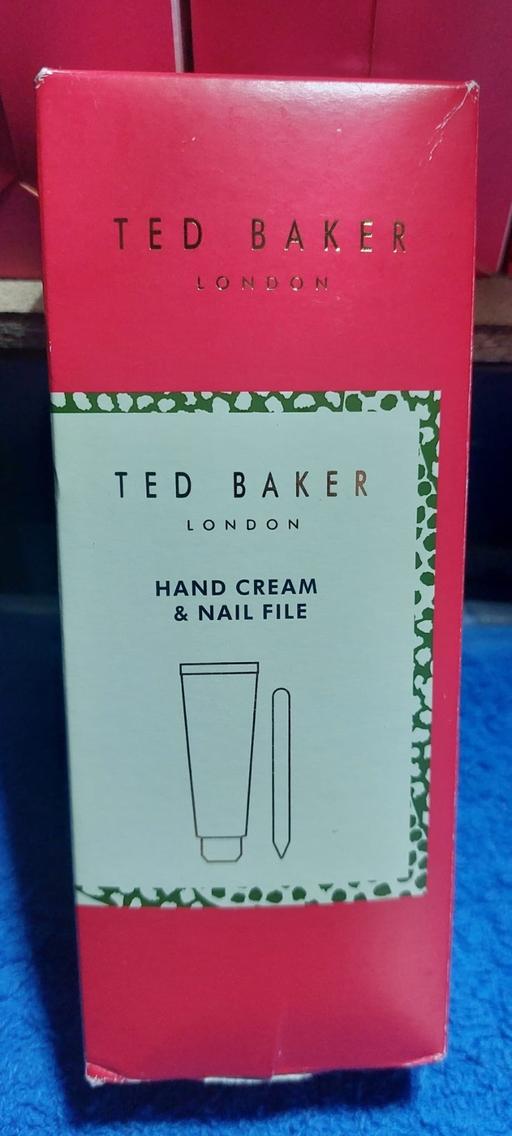 TED BAKER
LONDON
TED BAKER
LONDON
HAND CREAM
& NAIL FILE